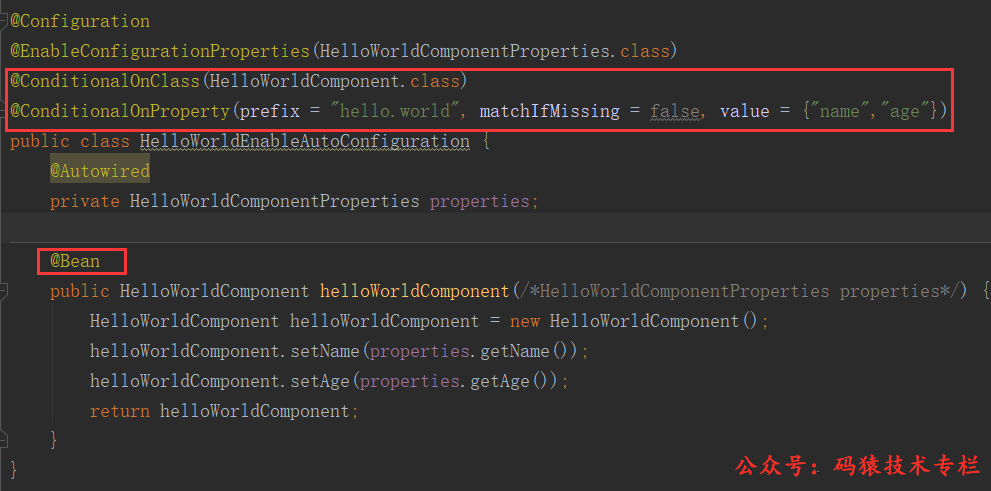 @Configuration
@EnableConfigurationProperties(HelloWorldComponentProperties.class)
@ConditionalOnClass(HelloWorldComponent.class)
@ConditionalOnProperty(prefix = "hello.world", matchIfMissing = false, value = {"name","age"})
public class HelloWorldEnableAutoConfiguration {
    @Autowired
    private HelloWorldComponentProperties properties;
    @Bean
    public HelloWorldComponent helloWorldComponent(/*HelloWorldComponentProperties properties*/) {
        HelloWorldComponent helloWorldComponent = new HelloWorldComponent();
        helloWorldComponent.setName(properties.getName());
        helloWorldComponent.setAge(properties.getAge());
        return helloWorldComponent;
    }
}
公众号：码猿技术专栏